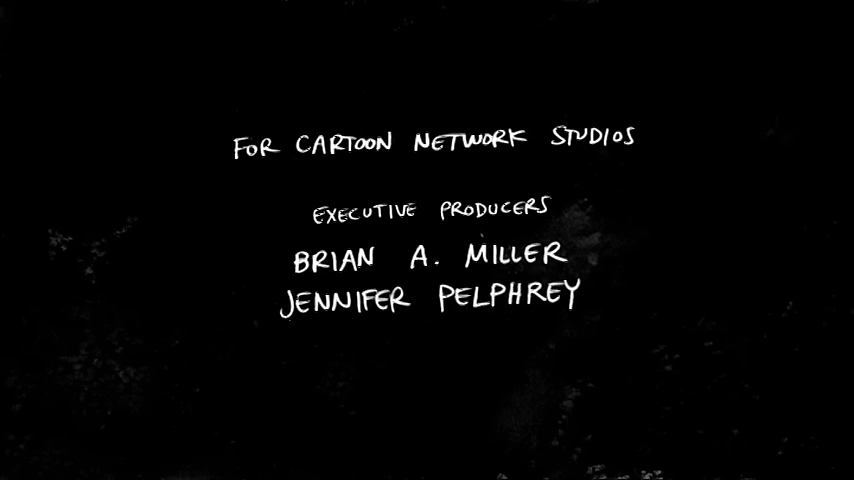 FOR CARTOON NETWORK STUDIOS
EXECUTIVE PRODUCERS
BRIAN A. MILLER
JENNIFER PELPHREY